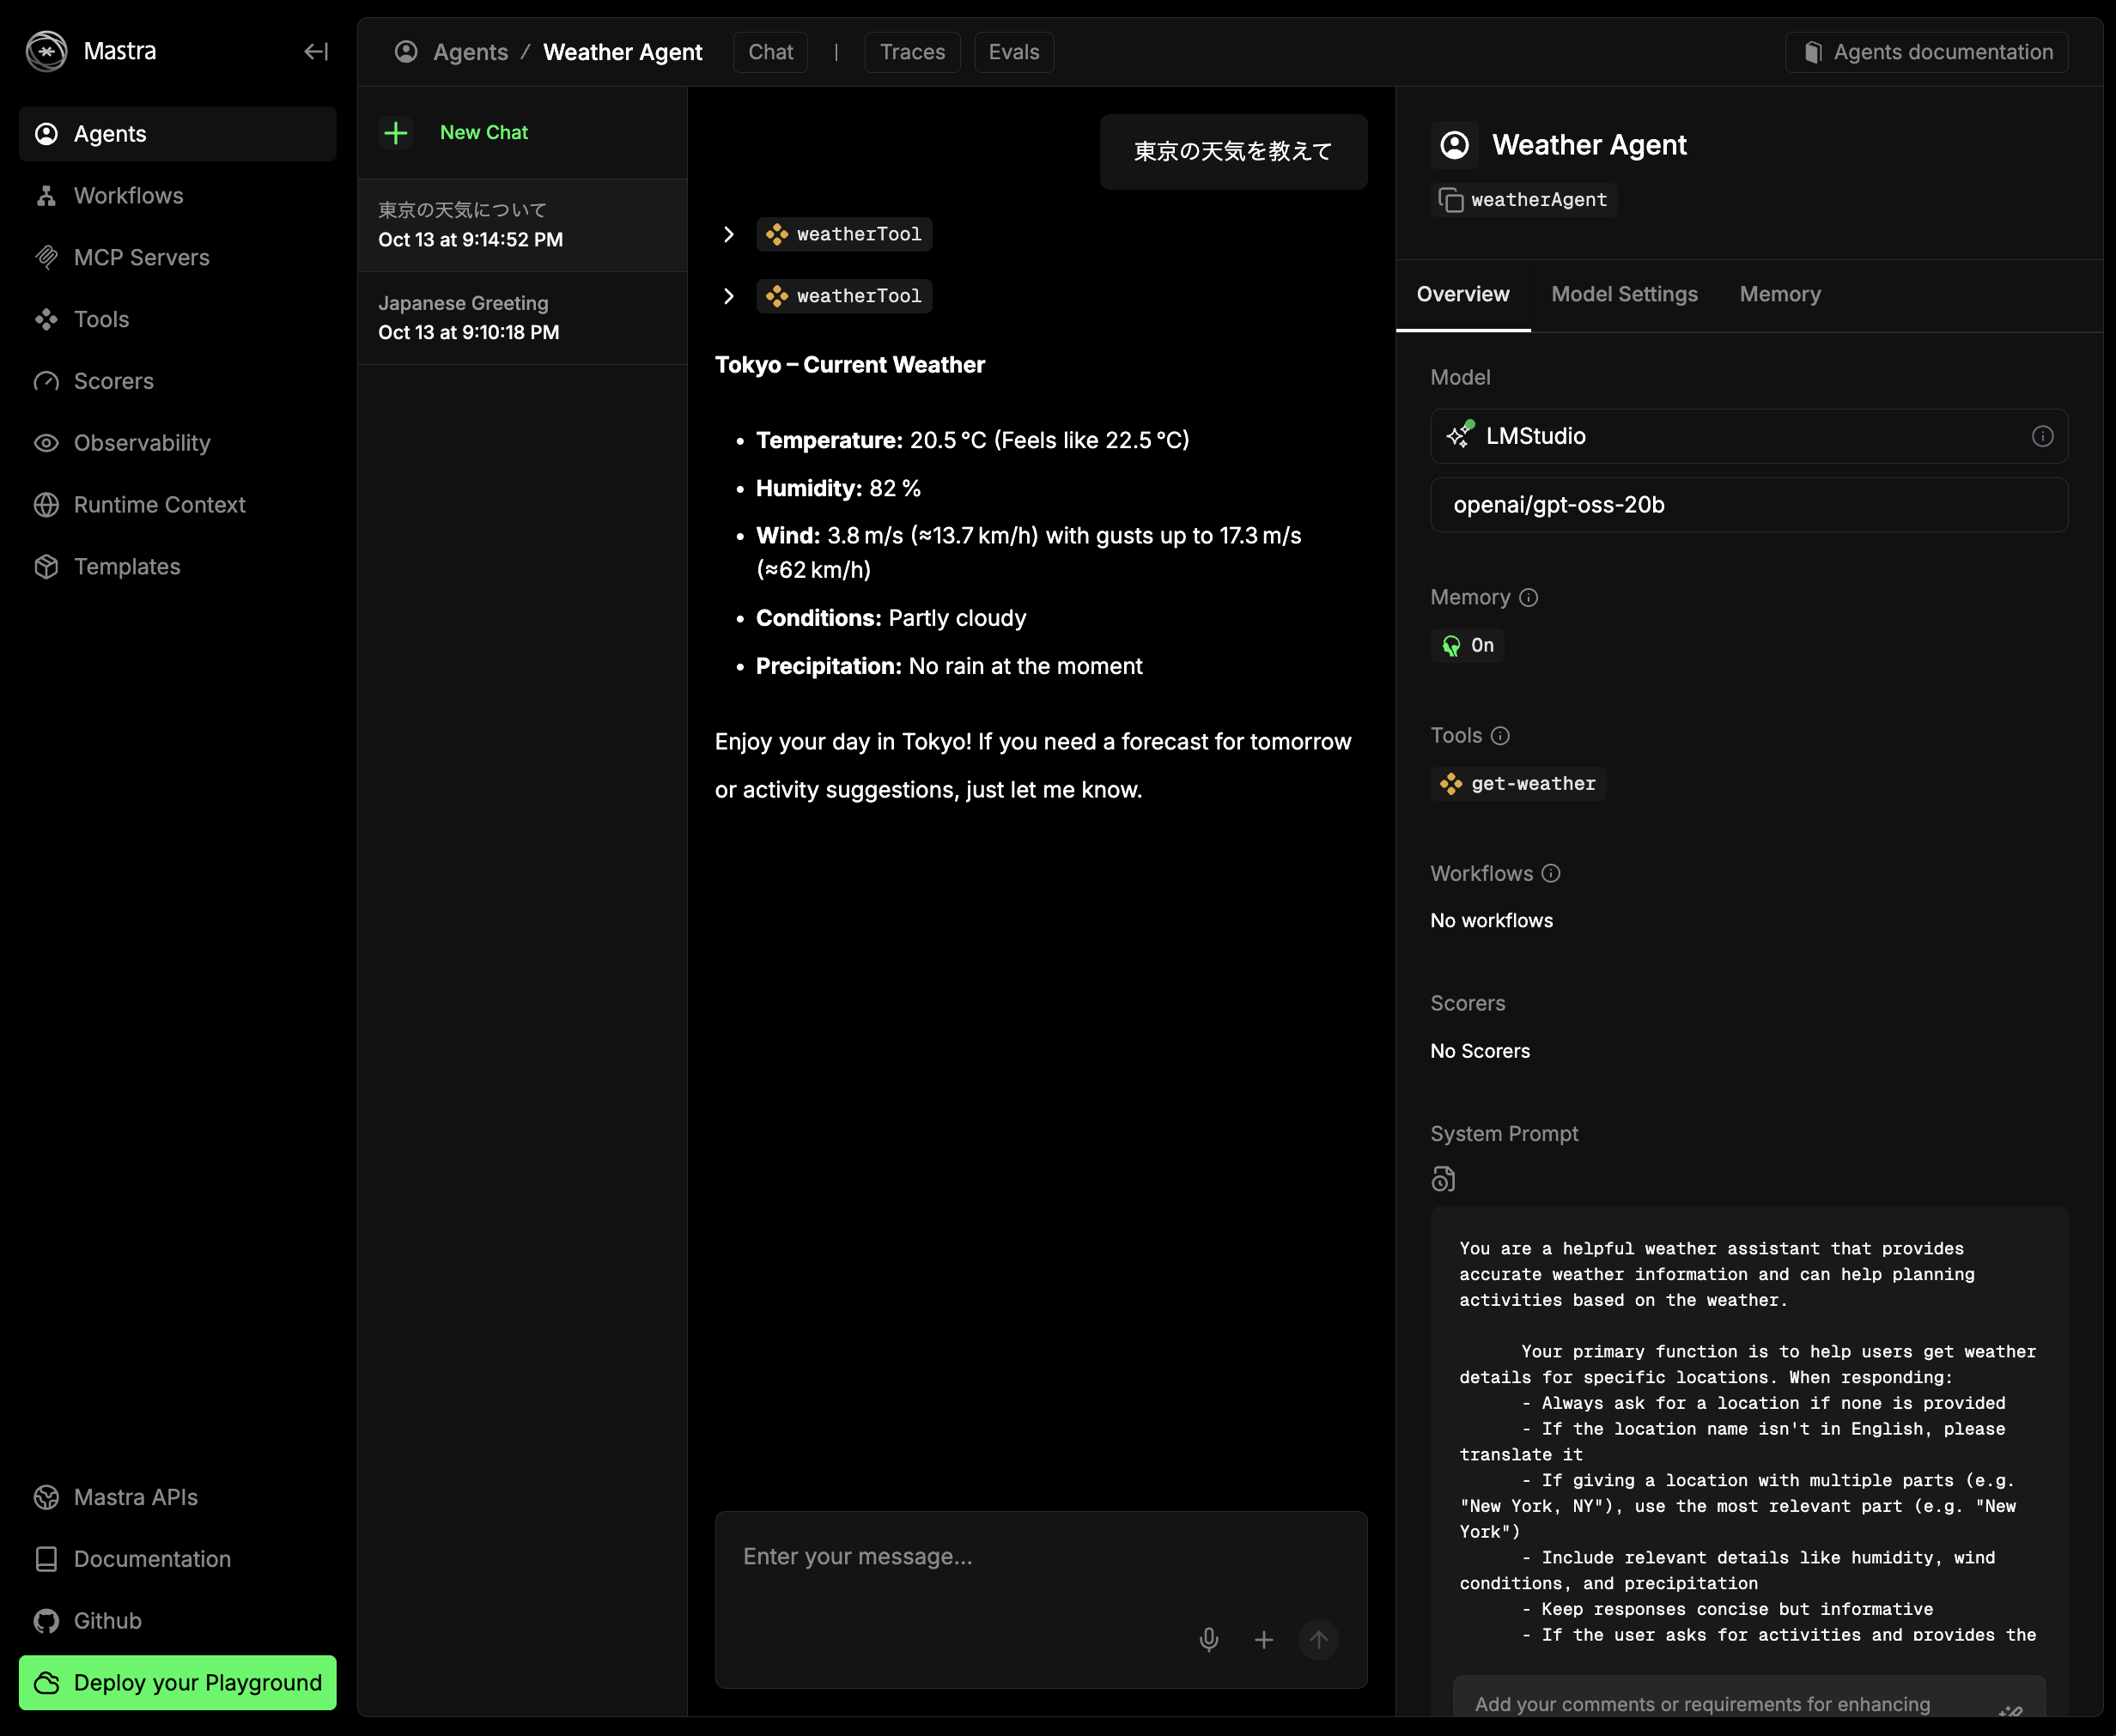 Mastra
Agents
Workflows
MCP Servers
Tools
Scorers
Observability
Runtime Context
Templates
Mastra APIs
Documentation
Github
Deploy your Playground
Agents / Weather Agent
Chat | Traces Evals
Agents documentation
New Chat
東京の天気について
Oct 13 at 9:14:52 PM
Japanese Greeting
Oct 13 at 9:10:18 PM
東京の天気を教えて
weatherTool
weatherTool
Tokyo – Current Weather
• Temperature: 20.5 °C (Feels like 22.5 °C)
• Humidity: 82 %
• Wind: 3.8 m/s (≈13.7 km/h) with gusts up to 17.3 m/s
(≈62 km/h)
• Conditions: Partly cloudy
• Precipitation: No rain at the moment
Enjoy your day in Tokyo! If you need a forecast for tomorrow
or activity suggestions, just let me know.
Enter your message...
Weather Agent
weatherAgent
Overview Model Settings Memory
Model
LMStudio
openai/gpt-oss-20b
Memory
On
Tools
get-weather
Workflows
No workflows
Scorers
No Scorers
System Prompt
You are a helpful weather assistant that provides
accurate weather information and can help planning
activities based on the weather.
Your primary function is to help users get weather
details for specific locations. When responding:
- Always ask for a location if none is provided
- If the location name isn't in English, please
translate it
- If giving a location with multiple parts (e.g.
"New York, NY"), use the most relevant part (e.g. "New
York")
- Include relevant details like humidity, wind
conditions, and precipitation
- Keep responses concise but informative
- If the user asks for activities and provides the
Add your comments or requirements for enhancing